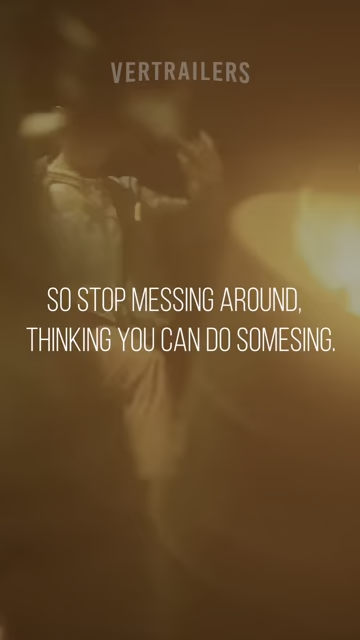 VERTRAILERS
SO STOP MESSING AROUND,
THINKING YOU CAN DO SOMESING.